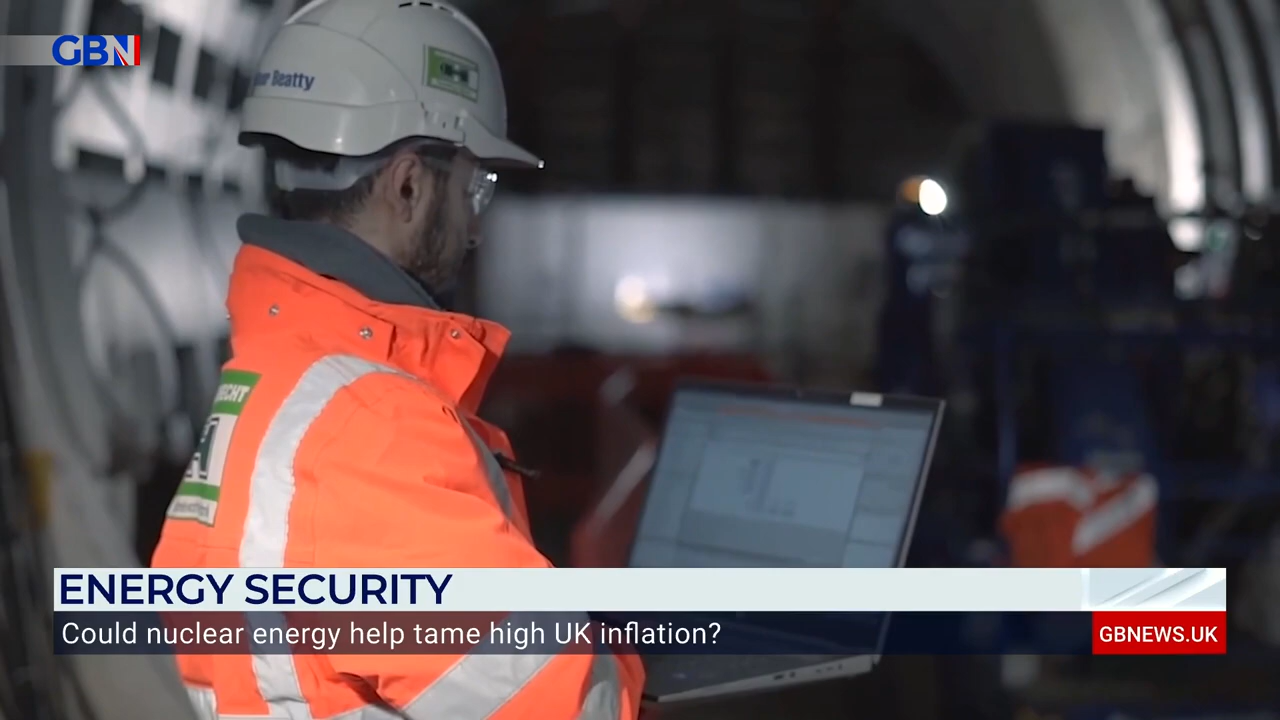 GBN
Beatty
ENERGY SECURITY
Could nuclear energy help tame high UK inflation?
GBNEWS.UK